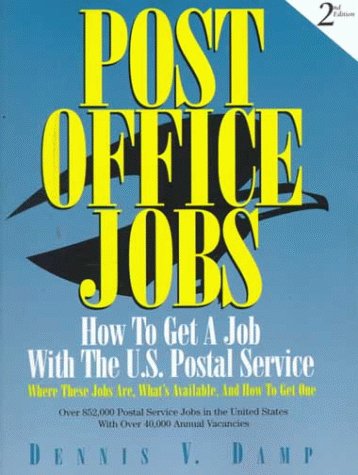 2nd
Edition
POST
OFFICE
JOBS
How To Get A Job
With The U.S. Postal Service
Where These Jobs Are, What's Available, And How To Get One
Over 852,000 Postal Service Jobs in the United States
With Over 40,000 Annual Vacancies
DENNIS V. DAMP